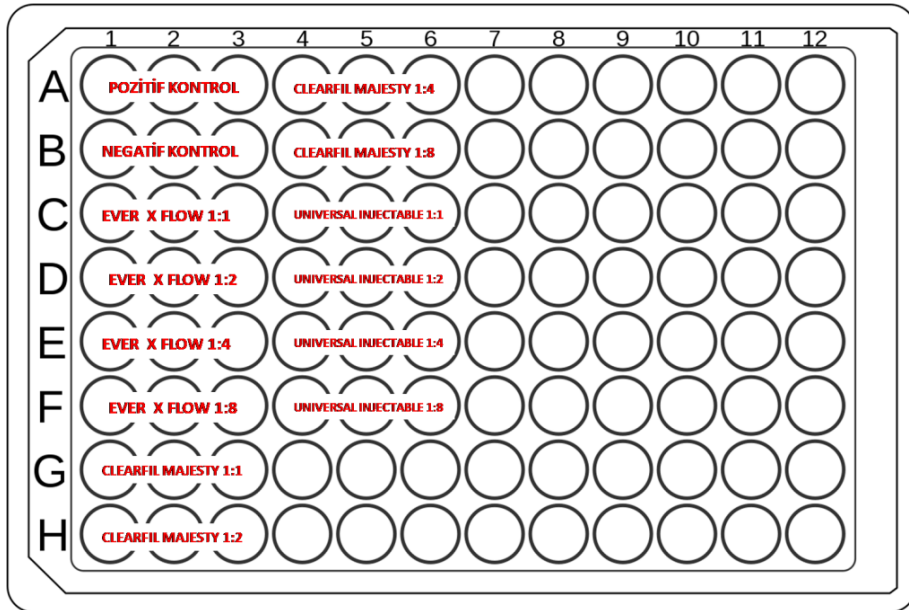 1 2 3 4 5 6 7 8 9 10 11 12
A POZİTİF KONTROL CLEARFIL MAJESTY 1:4
B NEGATİF KONTROL CLEARFIL MAJESTY 1:8
C EVER X FLOW 1:1 UNIVERSAL INJECTABLE 1:1
D EVER X FLOW 1:2 UNIVERSAL INJECTABLE 1:2
E EVER X FLOW 1:4 UNIVERSAL INJECTABLE 1:4
F EVER X FLOW 1:8 UNIVERSAL INJECTABLE 1:8
G CLEARFIL MAJESTY 1:1
H CLEARFIL MAJESTY 1:2